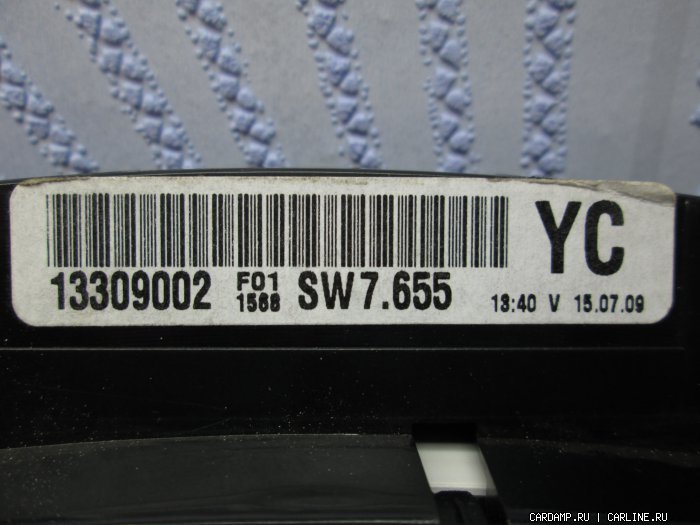 YC
13309002 F01 1568 SW7.655 13:40 V 15.07.09
CARDAMP.RU | CARLINE.RU